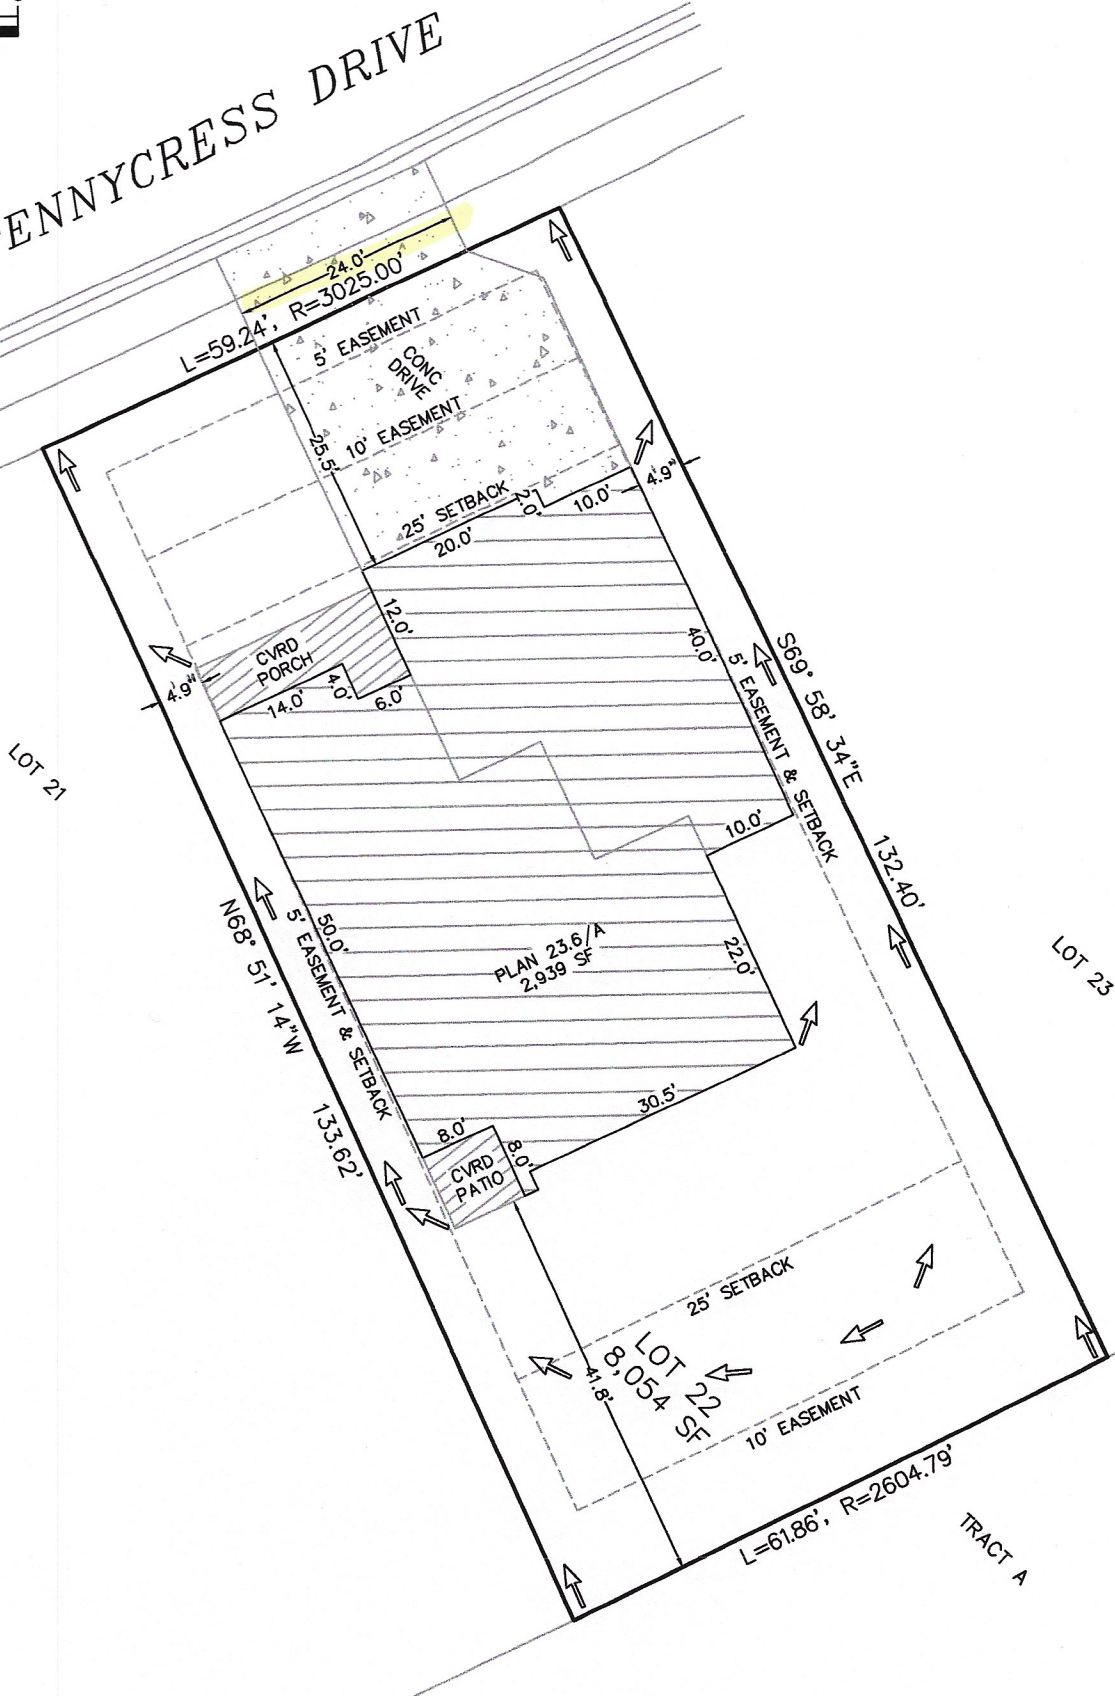 ENNYCRESS DRIVE
24.0'
L=59.24', R=3025.00'
5' EASEMENT
CONC
DRIVE
10' EASEMENT
25.5'
25' SETBACK
2.0'
10.0'
4.9"
20.0'
12.0'
CVRD
PORCH
4.9"
14.0'
4.0'
6.0'
40.0'
5' EASEMENT & SETBACK
S69° 58' 34"E
132.40'
LOT 21
LOT 23
10.0'
N68° 51' 14"W
133.62'
5' EASEMENT & SETBACK
50.0'
PLAN 23.6/A
2,939 SF
22.0'
30.5'
8.0'
8.0'
CVRD
PATIO
25' SETBACK
41.8'
LOT 22
8,054 SF
10' EASEMENT
L=61.86', R=2604.79'
TRACT A